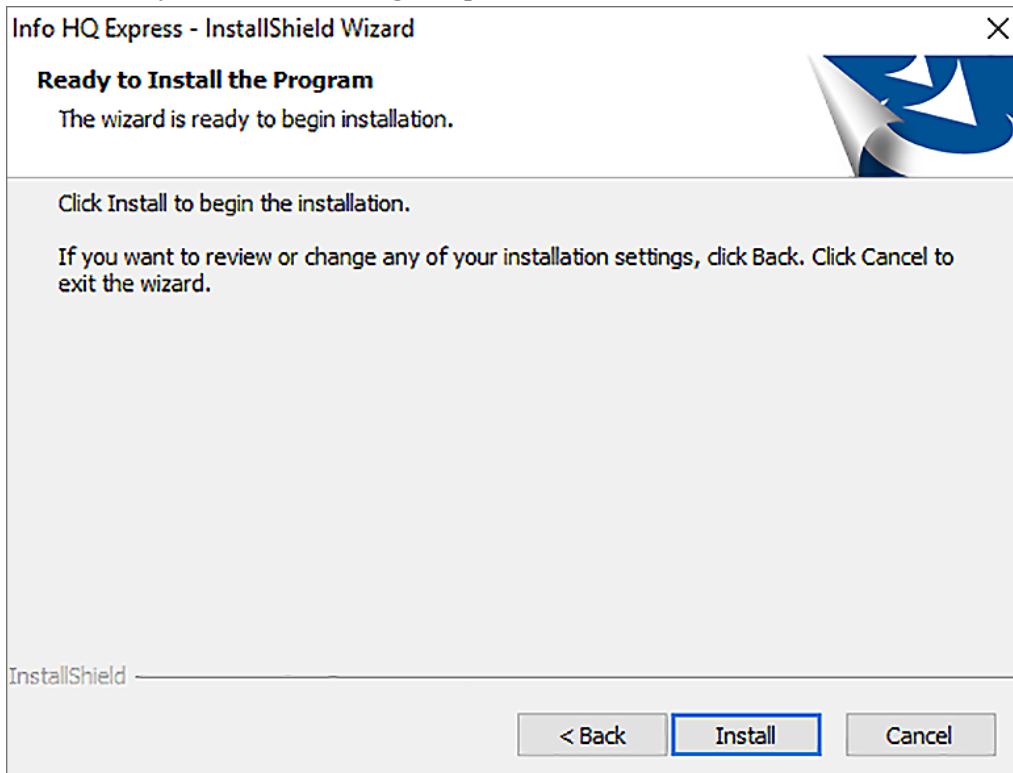 Info HQ Express - InstallShield Wizard
Ready to Install the Program
The wizard is ready to begin installation.
Click Install to begin the installation.
If you want to review or change any of your installation settings, click Back. Click Cancel to
exit the wizard.
InstallShield
< Back Install Cancel